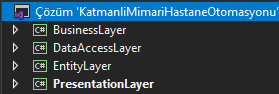 Çözüm 'KatmanliMimariHastaneOtomasyonu'
C# BusinessLayer
C# DataAccessLayer
C# EntityLayer
C# PresentationLayer